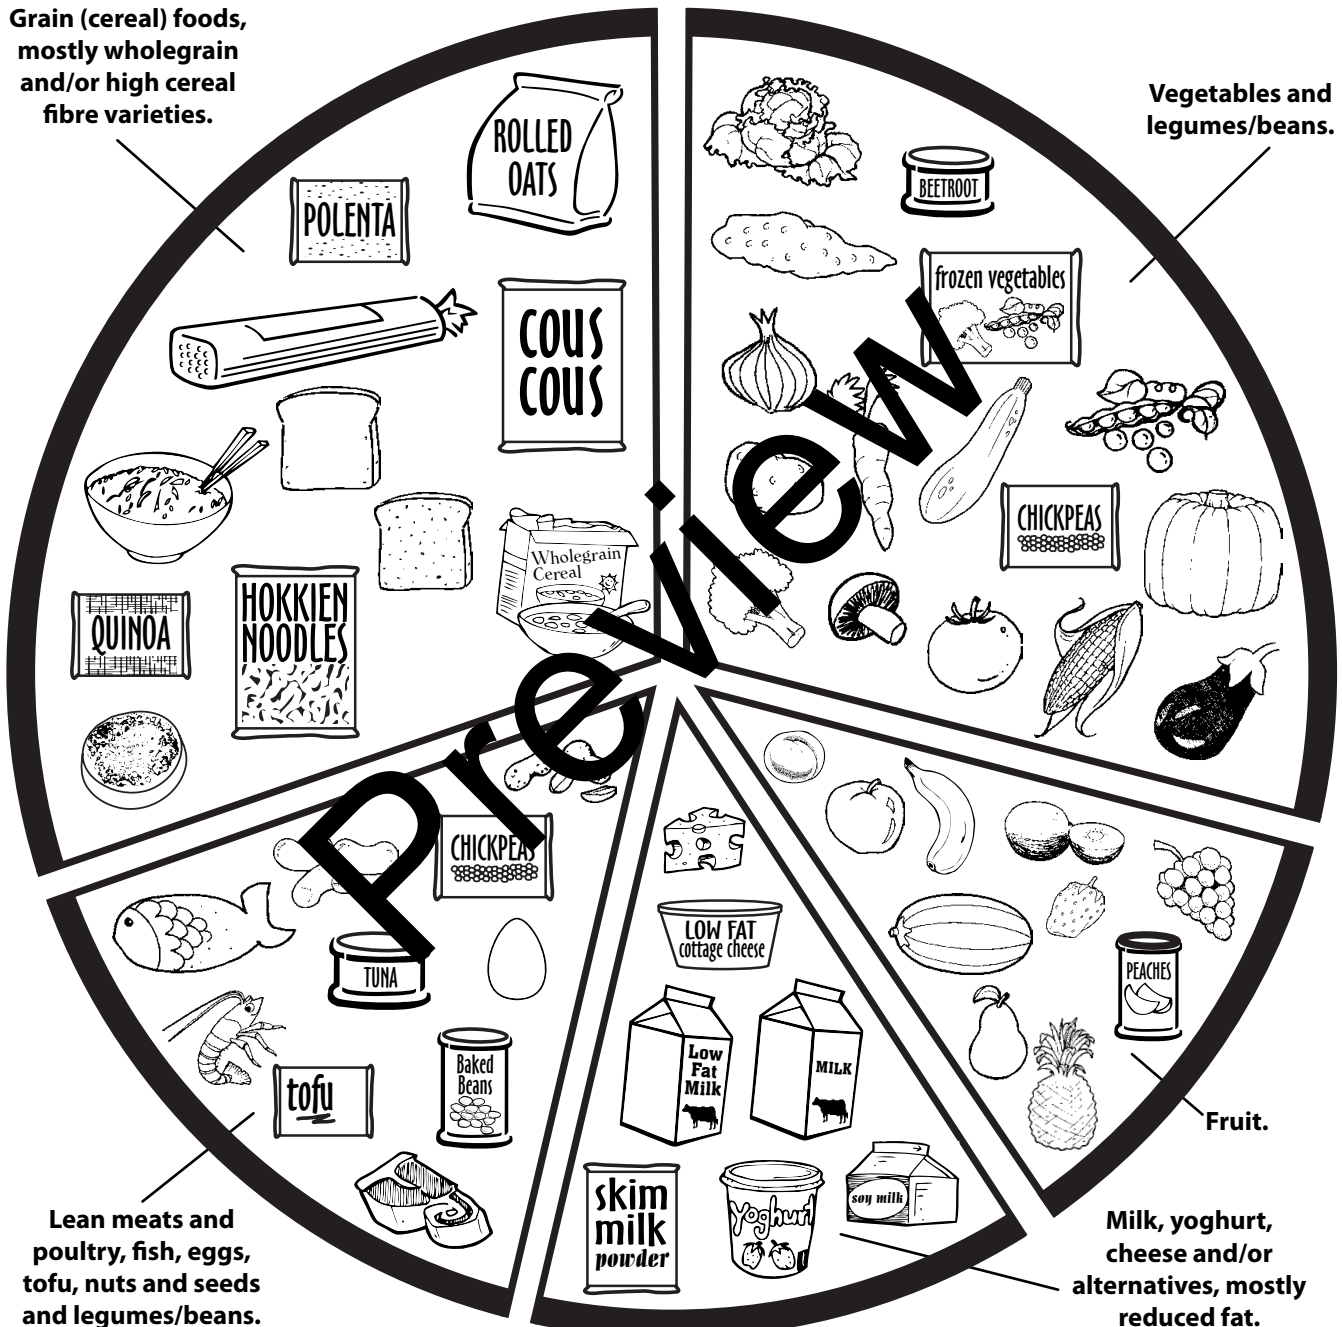 Grain (cereal) foods,
mostly wholegrain
and/or high cereal
fibre varieties.
Vegetables and
legumes/beans.
ROLLED
OATS
POLENTA
COUS
COUS
Wholegrain
Cereal
QUINOA
HOKKIEN
NOODLES
BEETROOT
frozen vegetables
CHICKPEAS
Preview
CHICKPEAS
TUNA
tofu
Baked
Beans
LOW FAT
cottage cheese
Low
Fat
Milk
MILK
skim
milk
powder
yoghurt
soy milk
PEACHES
Fruit.
Lean meats and
poultry, fish, eggs,
tofu, nuts and seeds
and legumes/beans.
Milk, yoghurt,
cheese and/or
alternatives, mostly
reduced fat.